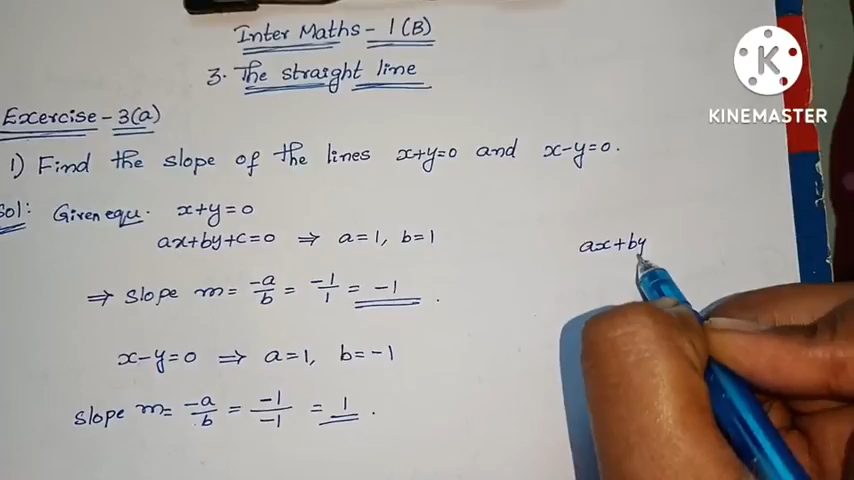 Inter Maths - 1(B)
3. The straight line
KINEMASTER
Excercise - 3(a)
1) Find the slope of the lines x+y=0 and x-y=0.
Sol: Given equ. x+y=0
ax+by+c=0 ⇒ a=1, b=1
ax+by
⇒ slope m= -a/b = -1/1 = -1.
x-y=0 ⇒ a=1, b=-1
slope m= -a/b = -1/-1 = 1.